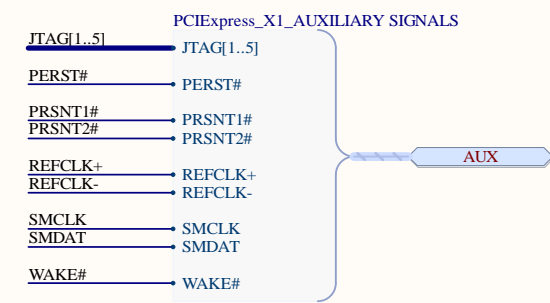 PCIExpress_X1_AUXILIARY SIGNALS
JTAG[1..5] JTAG[1..5]
PERST# PERST#
PRSNT1# PRSNT1#
PRSNT2# PRSNT2#
AUX
REFCLK+ REFCLK+
REFCLK- REFCLK-
SMCLK SMCLK
SMDAT SMDAT
WAKE# WAKE#